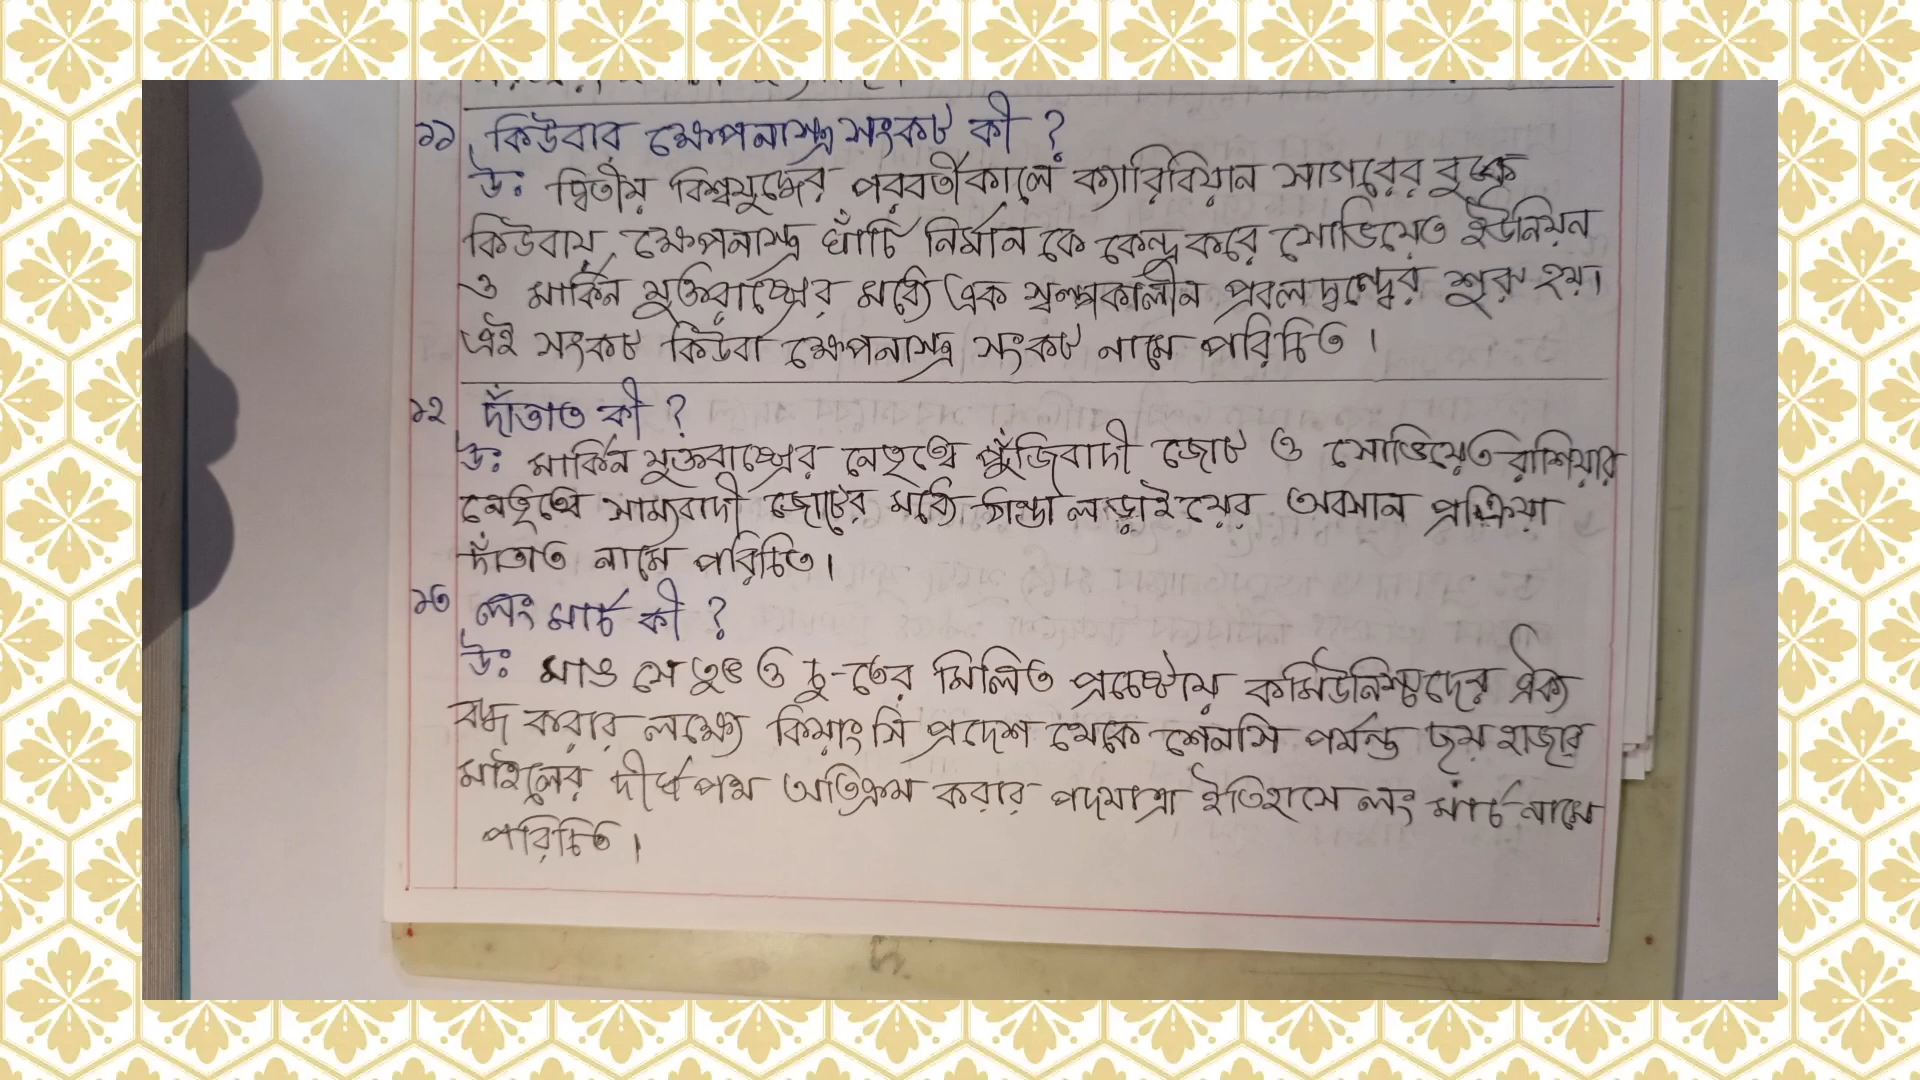 ১১ কিউবার ক্ষেপনাস্ত্র সংকট কী ?
উঃ দ্বিতীয় বিশ্বযুদ্ধের পরবর্তীকালে ক্যারিবিয়ান সাগরের বুকে
কিউবায় ক্ষেপনাস্ত্র ঘাঁটি নির্মান কে কেন্দ্র করে সোভিয়েত ইউনিয়ন
ও মার্কিন যুক্তরাষ্ট্রের মধ্যে এক স্বল্পকালীন প্রবল দ্বন্দ্বের শুরু হয়।
এই সংকট কিউবা ক্ষেপনাস্ত্র সংকট নামে পরিচিত ।
১২ দাঁতাত কী ?
উঃ মার্কিন যুক্তরাষ্ট্রের নেতৃত্বে পুঁজিবাদী জোট ও সোভিয়েত রাশিয়ার
নেতৃত্বে সাম্যবাদী জোটের মধ্যে ঠাণ্ডা লড়াইয়ের অবসান প্রক্রিয়া
দাঁতাত নামে পরিচিত।
১৩ লং মার্চ কী ?
উঃ মাও সে তুং ও চু-তের মিলিত প্রচেষ্টায় কমিউনিস্টদের ঐক্য
বদ্ধ করার লক্ষ্যে কিয়াংসি প্রদেশ থেকে শেনসি পর্যন্ত ছয় হাজার
মাইলের দীর্ঘ পথ অতিক্রম করার পদযাত্রা ইতিহাসে লং মার্চ নামে
পরিচিত ।